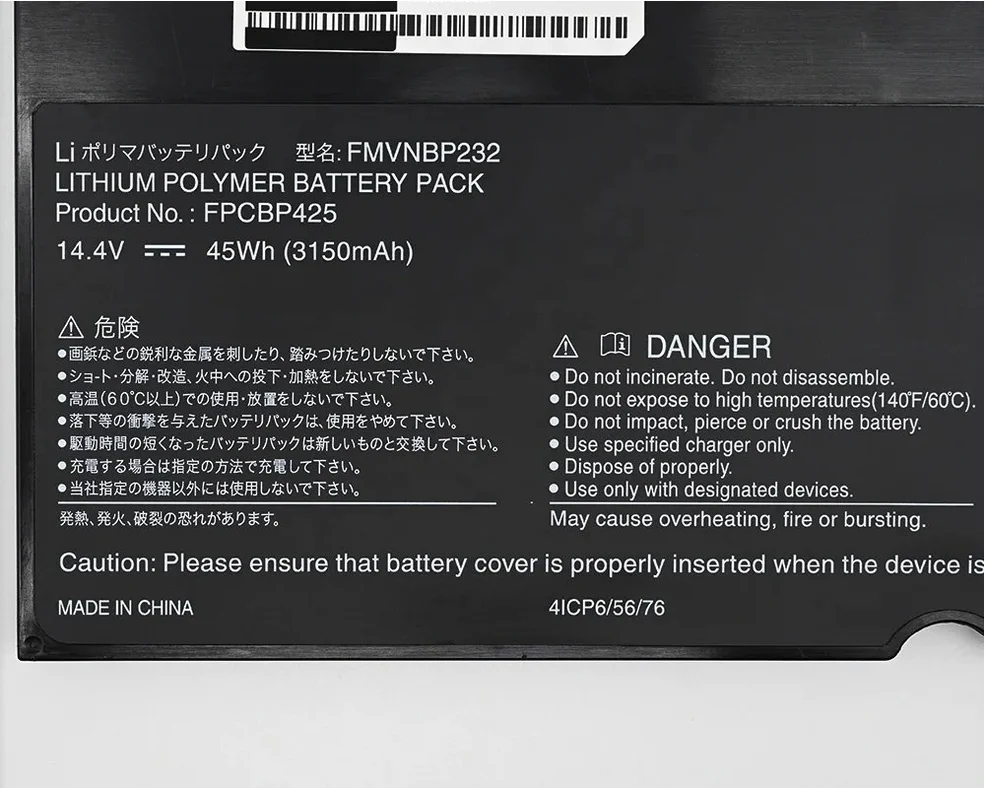 Li ポリマバッテリパック 型名: FMVNBP232
LITHIUM POLYMER BATTERY PACK
Product No. : FPCBP425
14.4V 45Wh (3150mAh)
⚠ 危険
●画鋲などの鋭利な金属を刺したり、踏みつけたりしないで下さい。
●ショート・分解・改造、火中への投下・加熱をしないで下さい。
●高温(60℃以上)での使用・放置をしないで下さい。
●落下等の衝撃を与えたバッテリパックは、使用をやめて下さい。
●駆動時間の短くなったバッテリパックは新しいものと交換して下さい。
●充電する場合は指定の方法で充電して下さい。
●当社指定の機器以外には使用しないで下さい。
発熱、発火、破裂の恐れがあります。
⚠ DANGER
● Do not incinerate. Do not disassemble.
● Do not expose to high temperatures(140℉/60℃).
● Do not impact, pierce or crush the battery.
● Use specified charger only.
● Dispose of properly.
● Use only with designated devices.
May cause overheating, fire or bursting.
Caution: Please ensure that battery cover is properly inserted when the device is
MADE IN CHINA 4ICP6/56/76